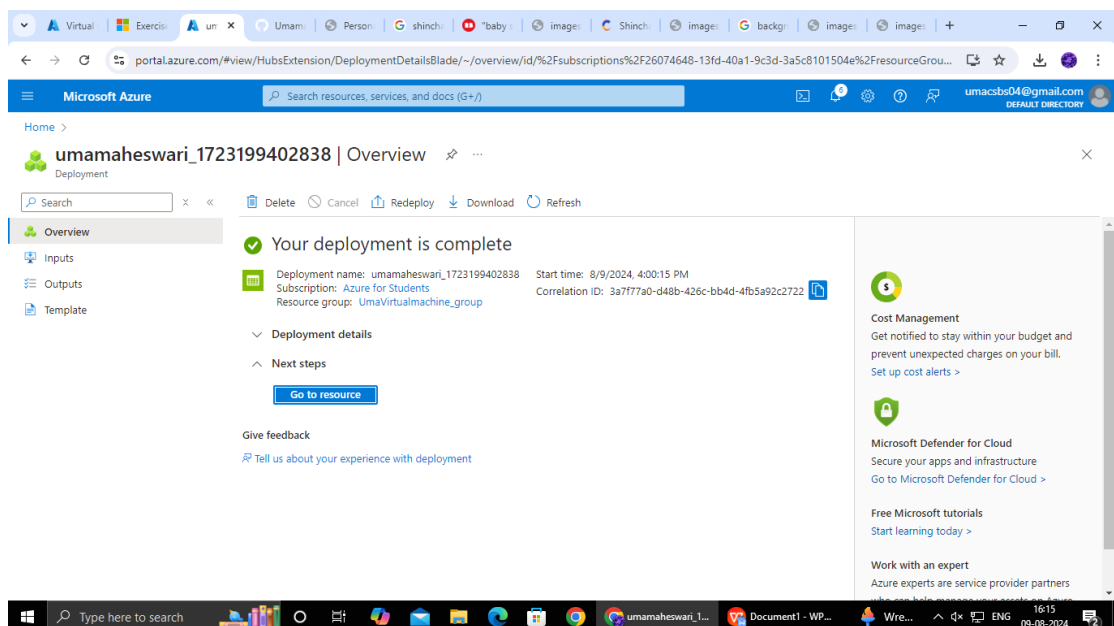 Virtual
Exercise
um
Umama
Person
shincha
"baby s
images
Shincha
images
backgr
images
images
portal.azure.com/#view/HubsExtension/DeploymentDetailsBlade/~/overview/id/%2Fsubscriptions%2F26074648-13fd-40a1-9c3d-3a5c8101504e%2FresourceGrou...
Microsoft Azure
Search resources, services, and docs (G+/)
6
umacsbs04@gmail.com
DEFAULT DIRECTORY
Home >
umamaheswari_1723199402838 | Overview
Deployment
Search
Delete
Cancel
Redeploy
Download
Refresh
Overview
Inputs
Outputs
Template
Your deployment is complete
Deployment name: umamaheswari_1723199402838
Subscription: Azure for Students
Resource group: UmaVirtualmachine_group
Start time: 8/9/2024, 4:00:15 PM
Correlation ID: 3a7f77a0-d48b-426c-bb4d-4fb5a92c2722
Deployment details
Next steps
Go to resource
Give feedback
Tell us about your experience with deployment
Cost Management
Get notified to stay within your budget and
prevent unexpected charges on your bill.
Set up cost alerts >
Microsoft Defender for Cloud
Secure your apps and infrastructure
Go to Microsoft Defender for Cloud >
Free Microsoft tutorials
Start learning today >
Work with an expert
Azure experts are service provider partners
Type here to search
umamaheswari_1...
Document1 - WP...
Wre...
ENG
16:15
09-08-2024
2